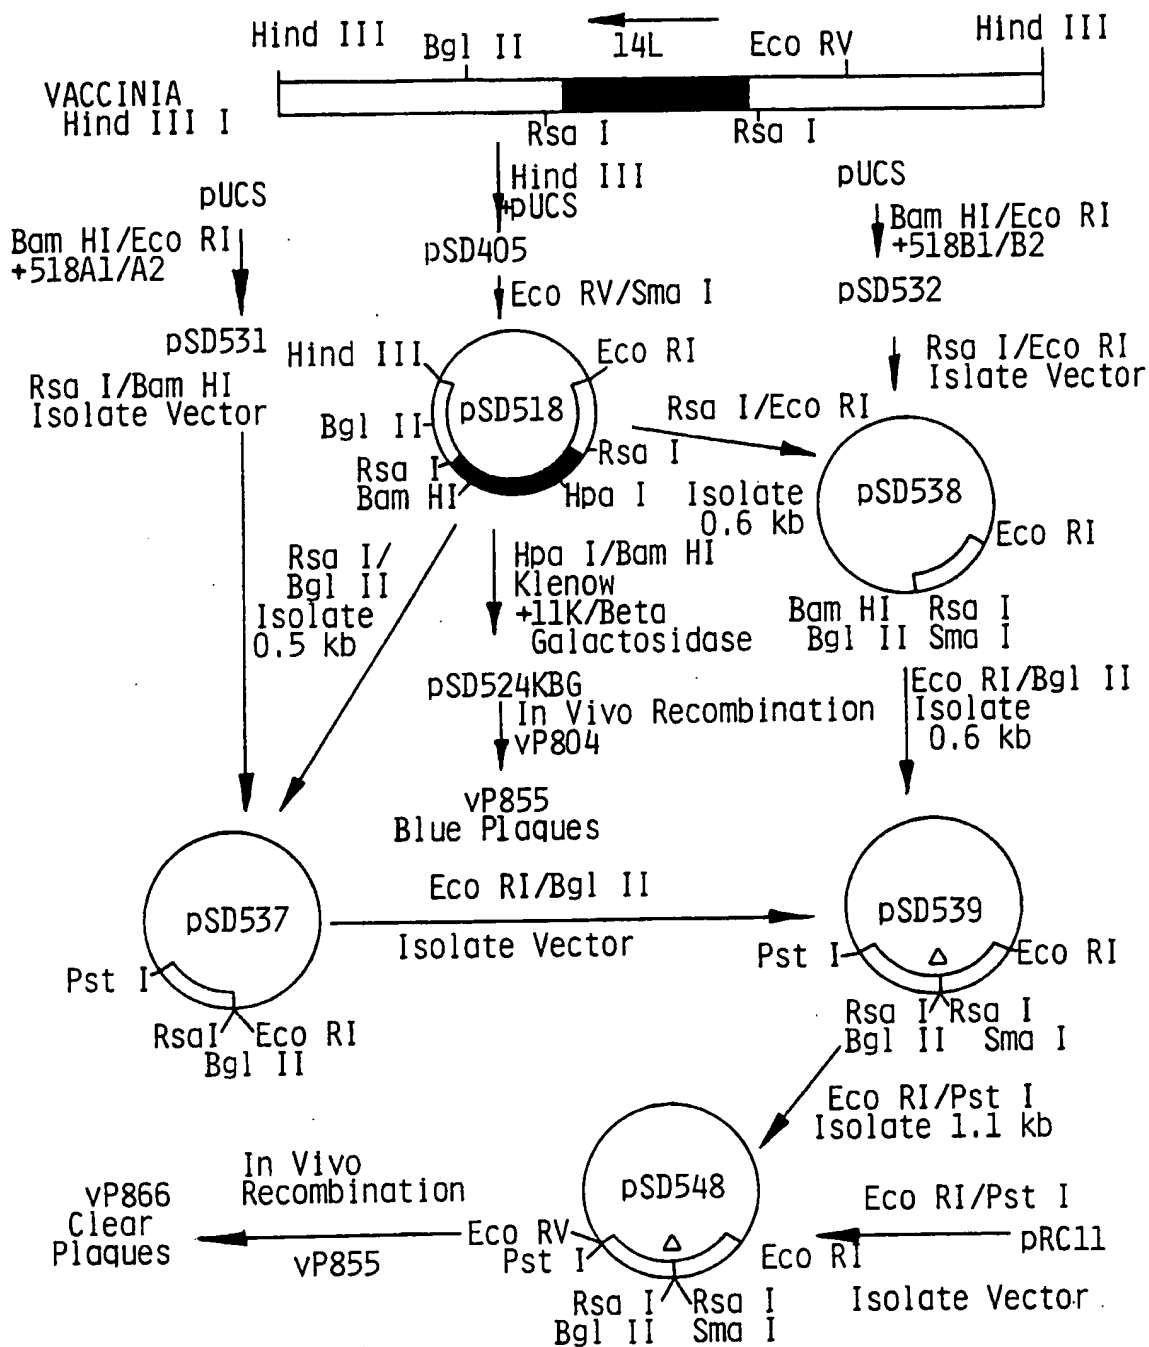 Hind III
Bgl II
14L
Eco RV
Hind III
VACCINIA
Hind III I
Rsa I
Rsa I
pUCS
Bam HI/Eco RI
+518A1/A2
pSD531
Rsa I/Bam HI
Isolate Vector
Hind III
+pUCS
pSD405
Eco RV/Sma I
pUCS
Bam HI/Eco RI
+518B1/B2
pSD532
Rsa I/Eco RI
Islate Vector
Hind III
Eco RI
pSD518
Bgl II
Rsa I
Bam HI
Rsa I
Hpa I
Rsa I/Eco RI
Isolate
0.6 kb
pSD538
Eco RI
Bam HI Rsa I
Bgl II Sma I
Rsa I/
Bgl II
Isolate
0.5 kb
Hpa I/Bam HI
Klenow
+11K/Beta
Galactosidase
pSD524KBG
In Vivo Recombination
vP804
vP855
Blue Plaques
Eco RI/Bgl II
Isolate
0.6 kb
pSD537
Pst I
RsaI Eco RI
Bgl II
Eco RI/Bgl II
Isolate Vector
pSD539
Pst I
Δ
Eco RI
Rsa I Rsa I
Bgl II Sma I
Eco RI/Pst I
Isolate 1.1 kb
pSD548
Eco RV
Pst I
Δ
Eco RI
Rsa I Rsa I
Bgl II Sma I
Eco RI/Pst I
pRC11
Isolate Vector
In Vivo
Recombination
vP855
vP866
Clear
Plaques